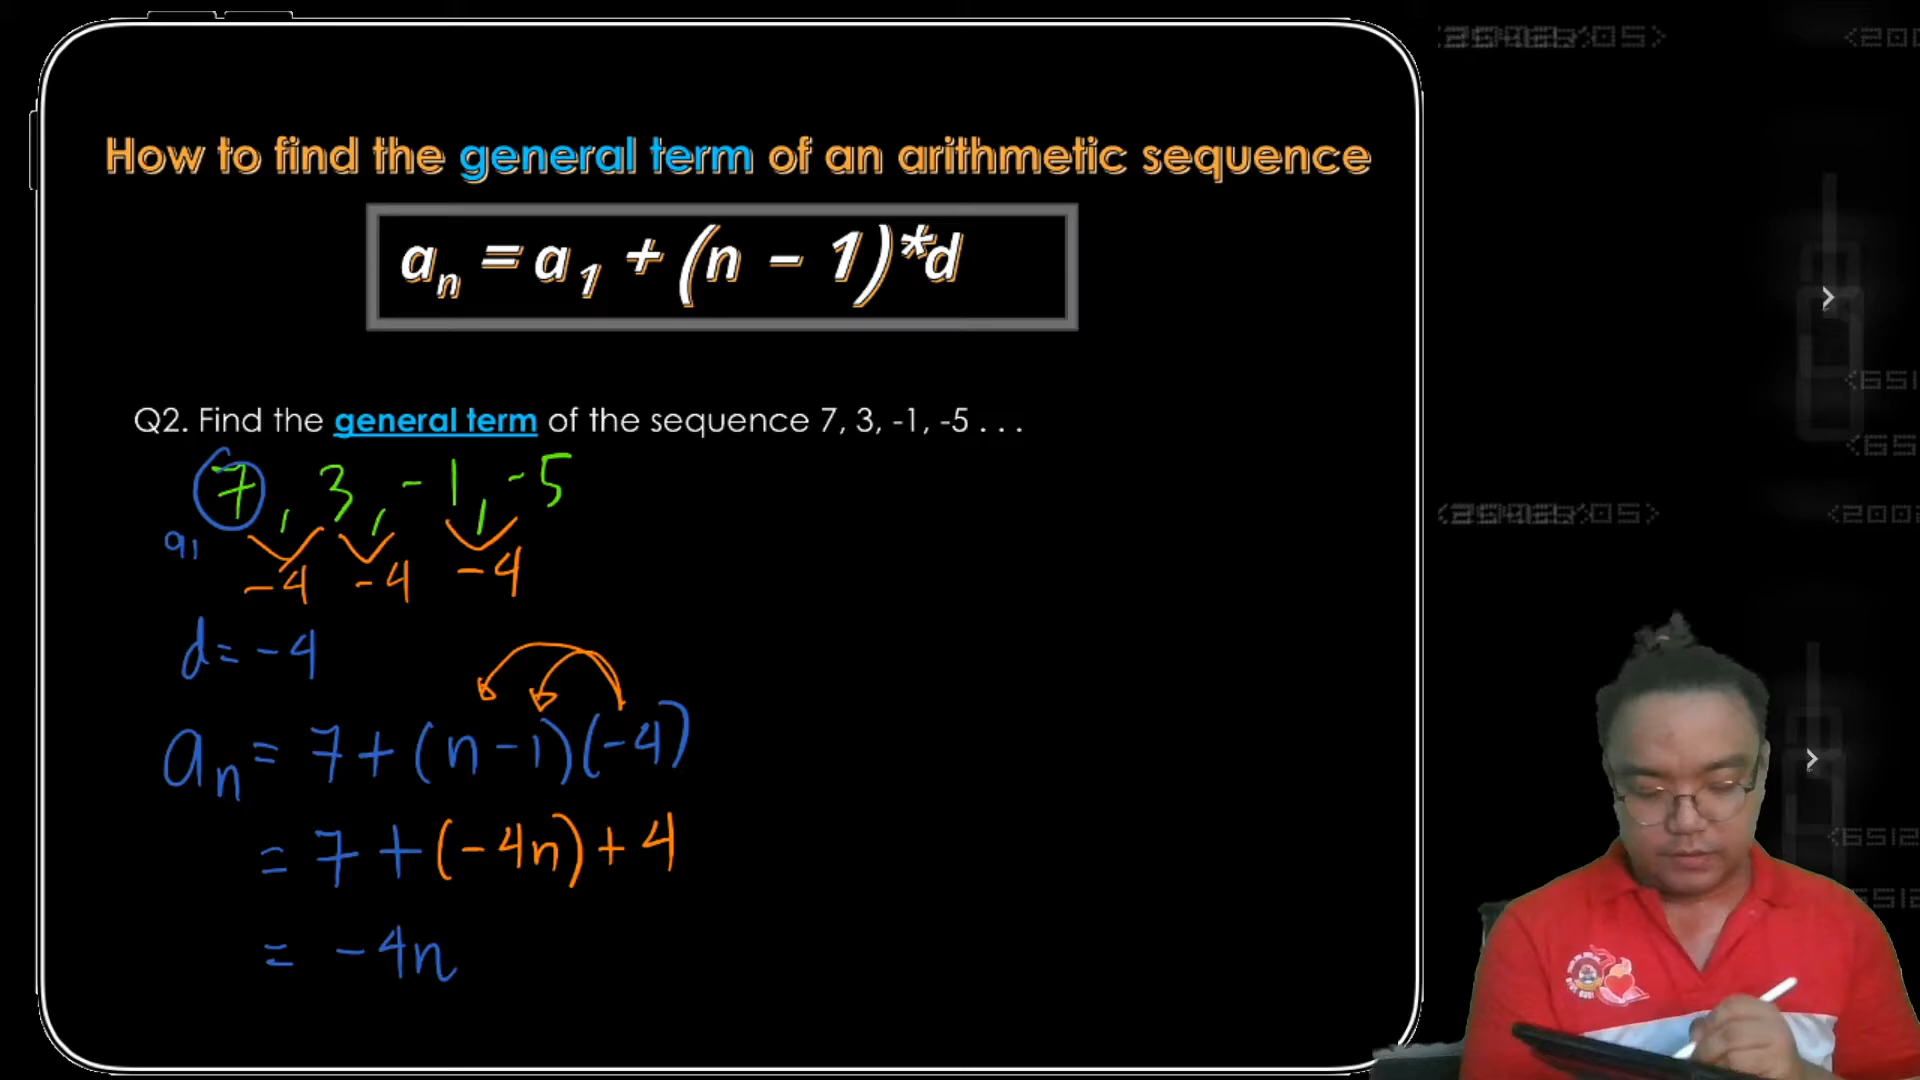 How to find the general term of an arithmetic sequence
aₙ = a₁ + (n – 1)*d
Q2. Find the general term of the sequence 7, 3, -1, -5 . . .
7, 3, -1, -5
a₁
-4 -4 -4
d = -4
aₙ = 7 + (n - 1)(-4)
= 7 + (-4n) + 4
= -4n